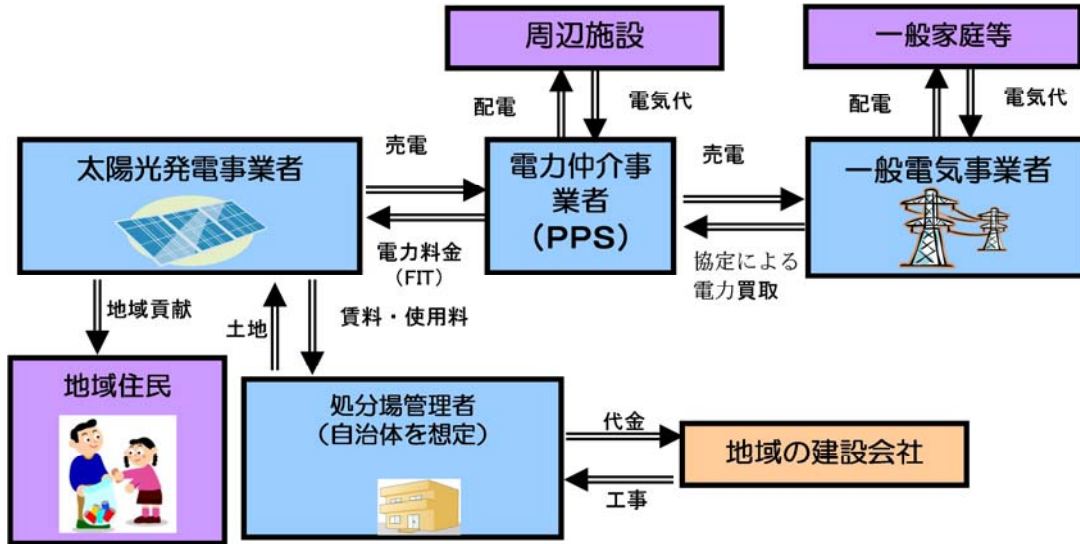 周辺施設
一般家庭等
配電
電気代
配電
電気代
太陽光発電事業者
売電
電力仲介事
業者
（PPS）
売電
一般電気事業者
電力料金
（FIT）
協定による
電力買取
地域貢献
土地
賃料・使用料
地域住民
処分場管理者
（自治体を想定）
代金
地域の建設会社
工事